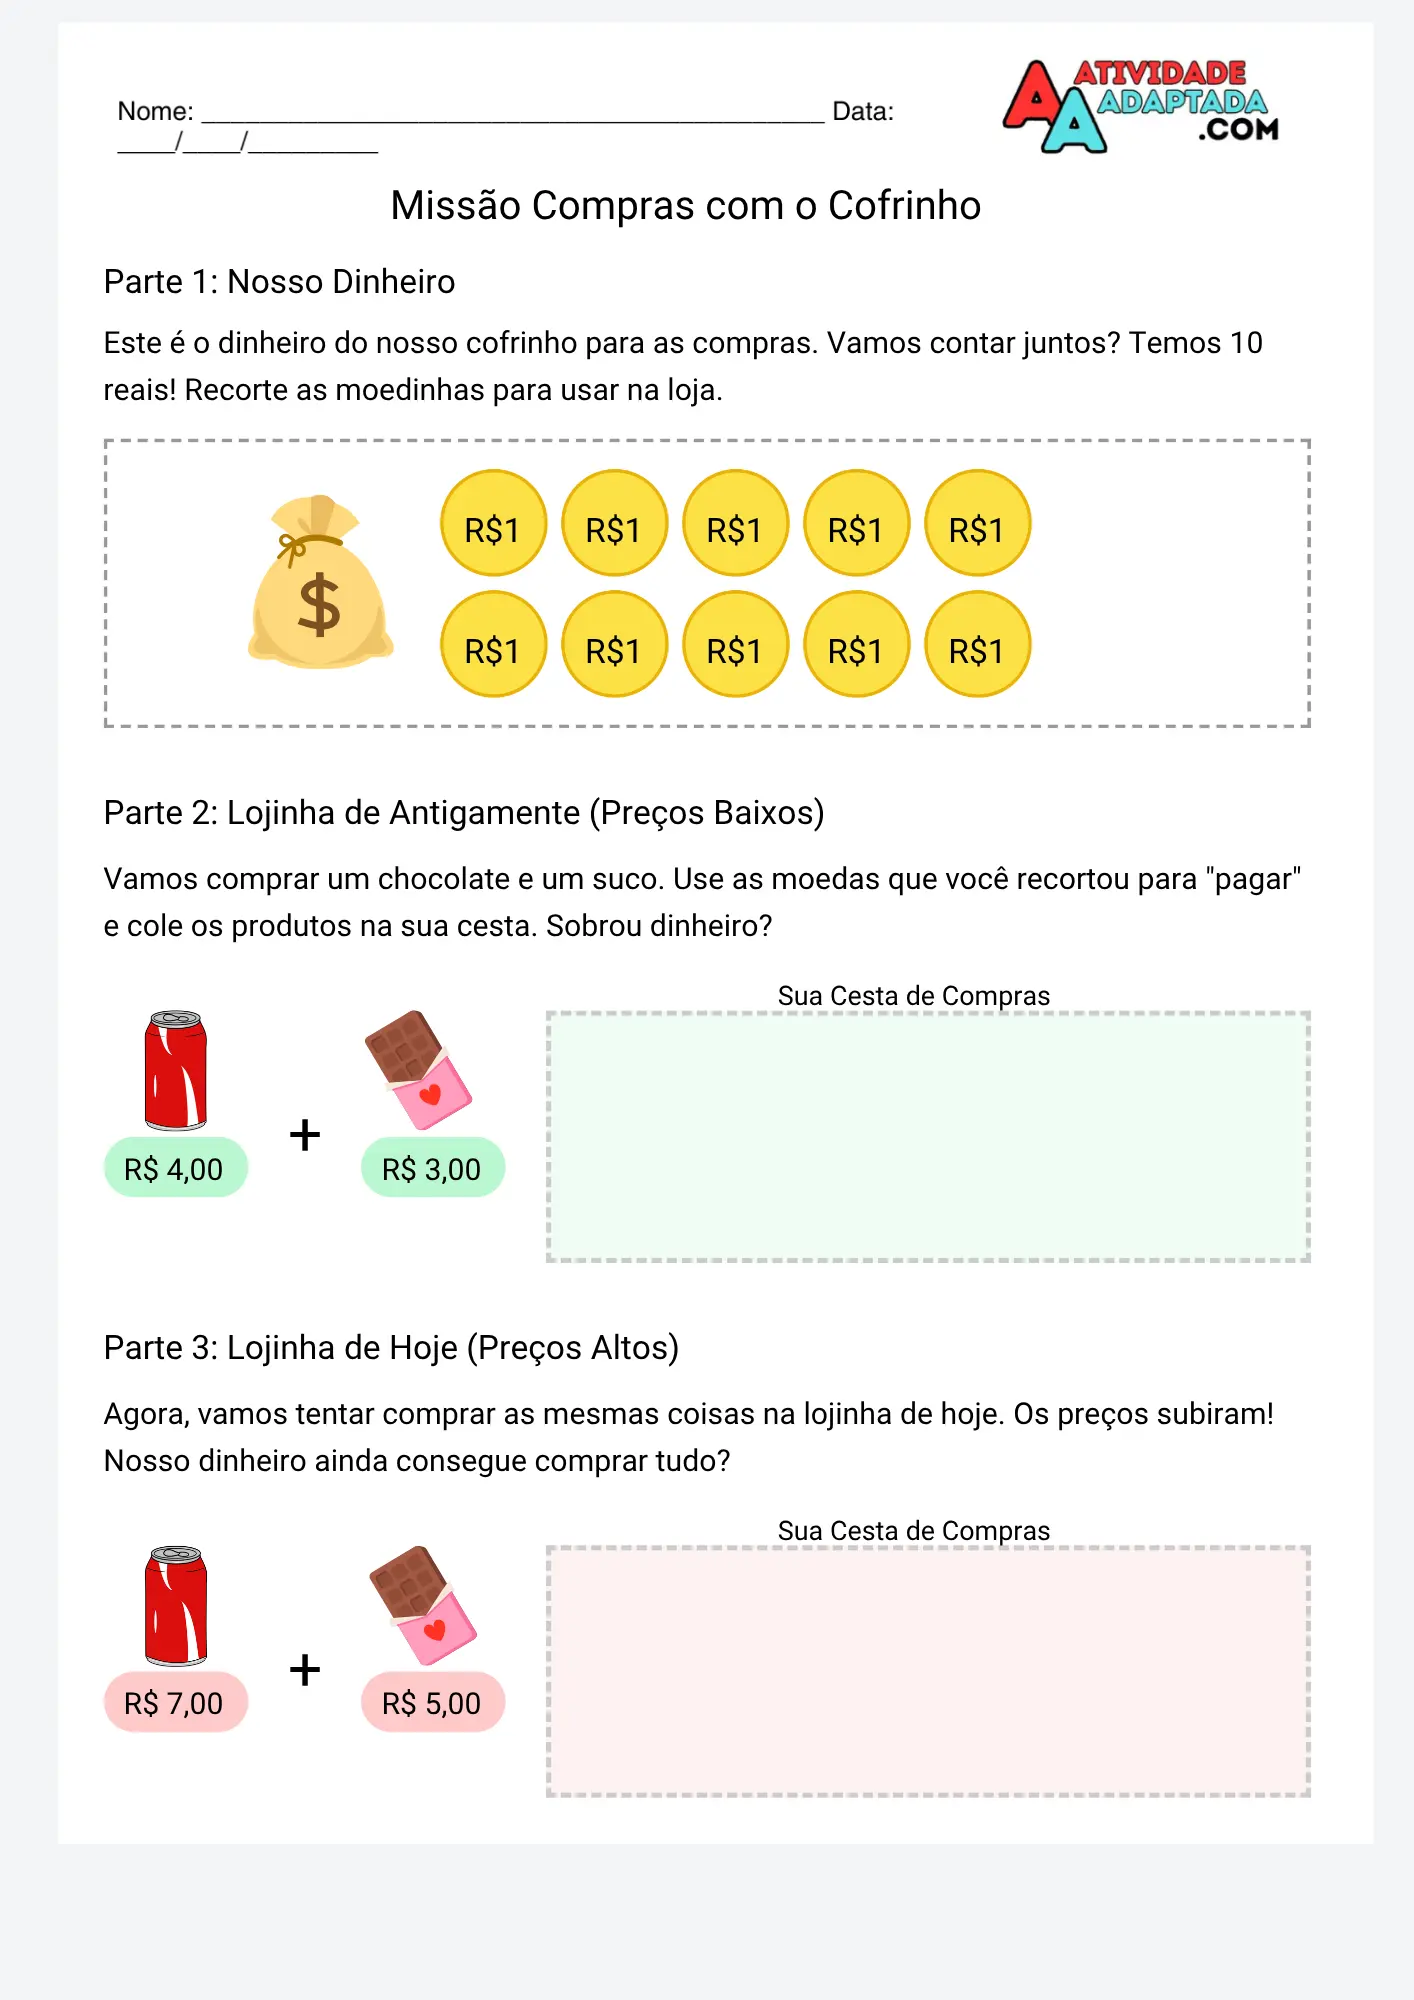 Nome: ___________________________________________ Data:
____/____/_________
AA ATIVIDADE
ADAPTADA
.COM
Missão Compras com o Cofrinho
Parte 1: Nosso Dinheiro
Este é o dinheiro do nosso cofrinho para as compras. Vamos contar juntos? Temos 10
reais! Recorte as moedinhas para usar na loja.
$
R$1 R$1 R$1 R$1 R$1
R$1 R$1 R$1 R$1 R$1
Parte 2: Lojinha de Antigamente (Preços Baixos)
Vamos comprar um chocolate e um suco. Use as moedas que você recortou para "pagar"
e cole os produtos na sua cesta. Sobrou dinheiro?
Sua Cesta de Compras
+
R$ 4,00 R$ 3,00
Parte 3: Lojinha de Hoje (Preços Altos)
Agora, vamos tentar comprar as mesmas coisas na lojinha de hoje. Os preços subiram!
Nosso dinheiro ainda consegue comprar tudo?
Sua Cesta de Compras
+
R$ 7,00 R$ 5,00